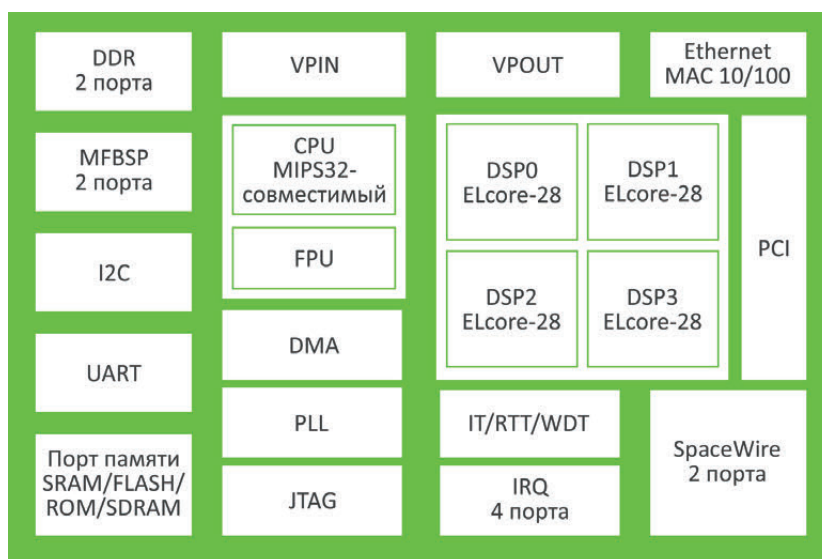 DDR
2 порта
VPIN
VPOUT
Ethernet
MAC 10/100
MFBSP
2 порта
CPU
MIPS32-
совместимый
FPU
DSP0
ELcore-28
DSP1
ELcore-28
PCI
I2C
DSP2
ELcore-28
DSP3
ELcore-28
UART
DMA
PLL
IT/RTT/WDT
SpaceWire
2 порта
Порт памяти
SRAM/FLASH/
ROM/SDRAM
JTAG
IRQ
4 порта